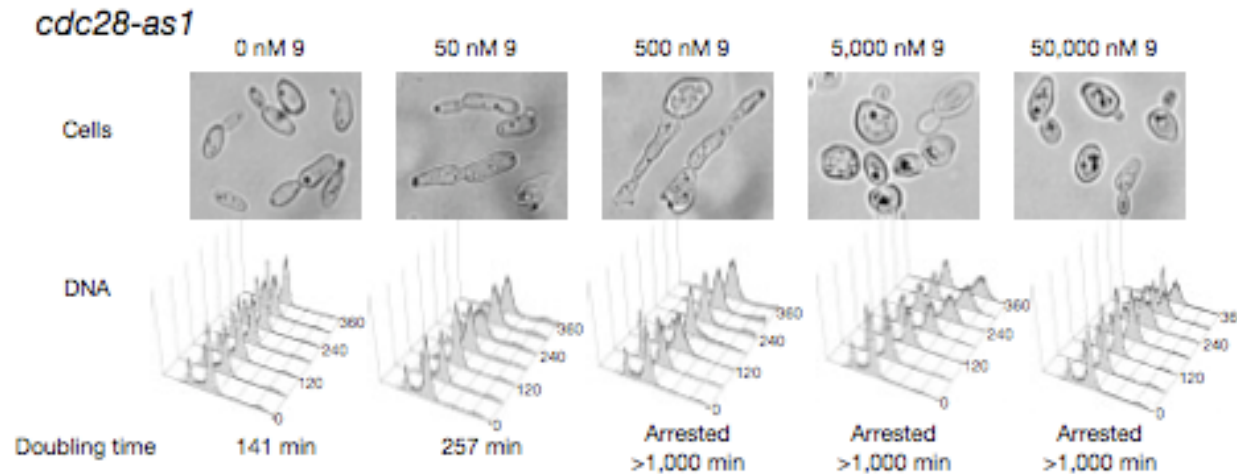 cdc28-as1
0 nM 9 50 nM 9 500 nM 9 5,000 nM 9 50,000 nM 9
Cells
DNA
360 360 360 360 36
240 240 240 240 240
120 120 120 120 120
0 0 0 0 0
Doubling time 141 min 257 min Arrested Arrested Arrested
>1,000 min >1,000 min >1,000 min